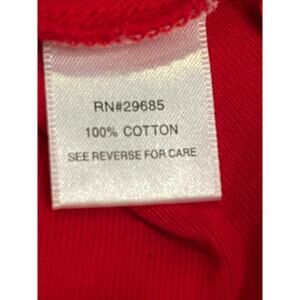 RN#29685
100% COTTON
SEE REVERSE FOR CARE